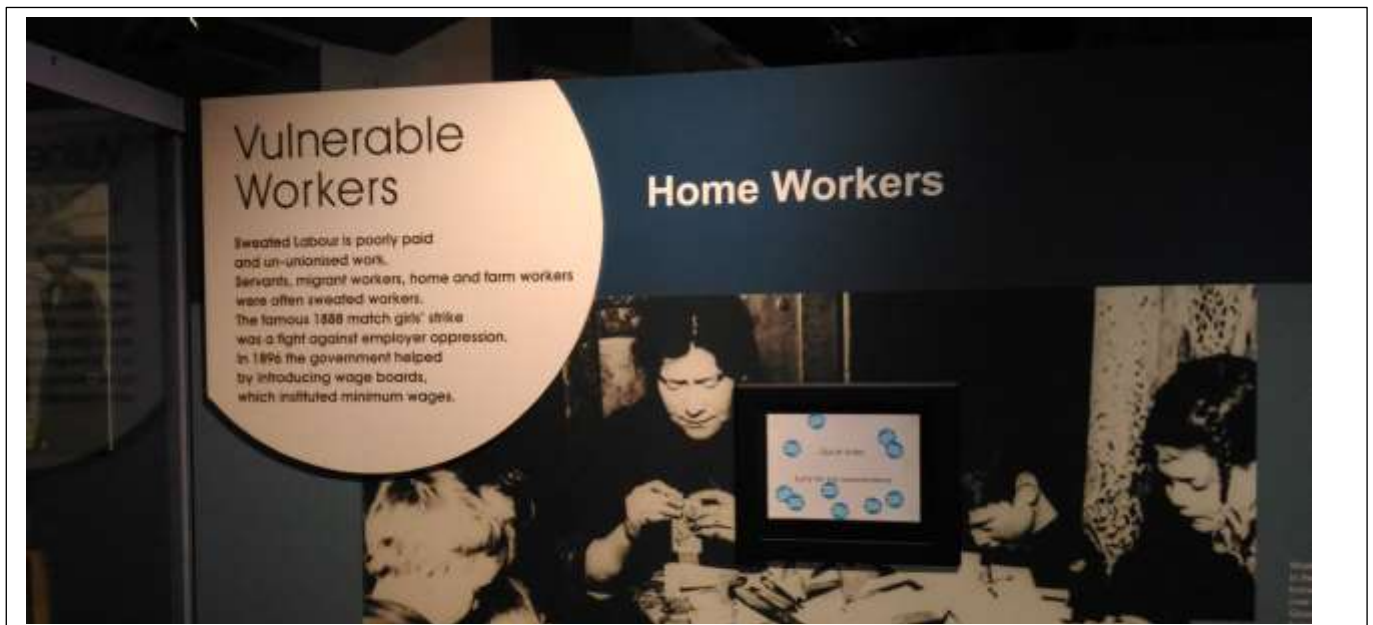 Vulnerable
Workers
Sweated Labour is poorly paid
and un-unionised work.
Servants, migrant workers, home and farm workers
were often sweated workers.
The famous 1888 match girls' strike
was a fight against employer oppression.
In 1896 the government helped
by introducing wage boards,
which instituted minimum wages.
Home Workers